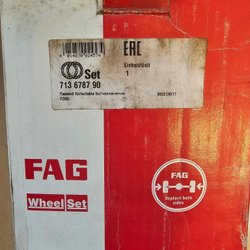 EAC
Set
Einheit/Unit
713 6787 90
1
FORD
FAG
FAG
Replace both
sides
Wheel Set